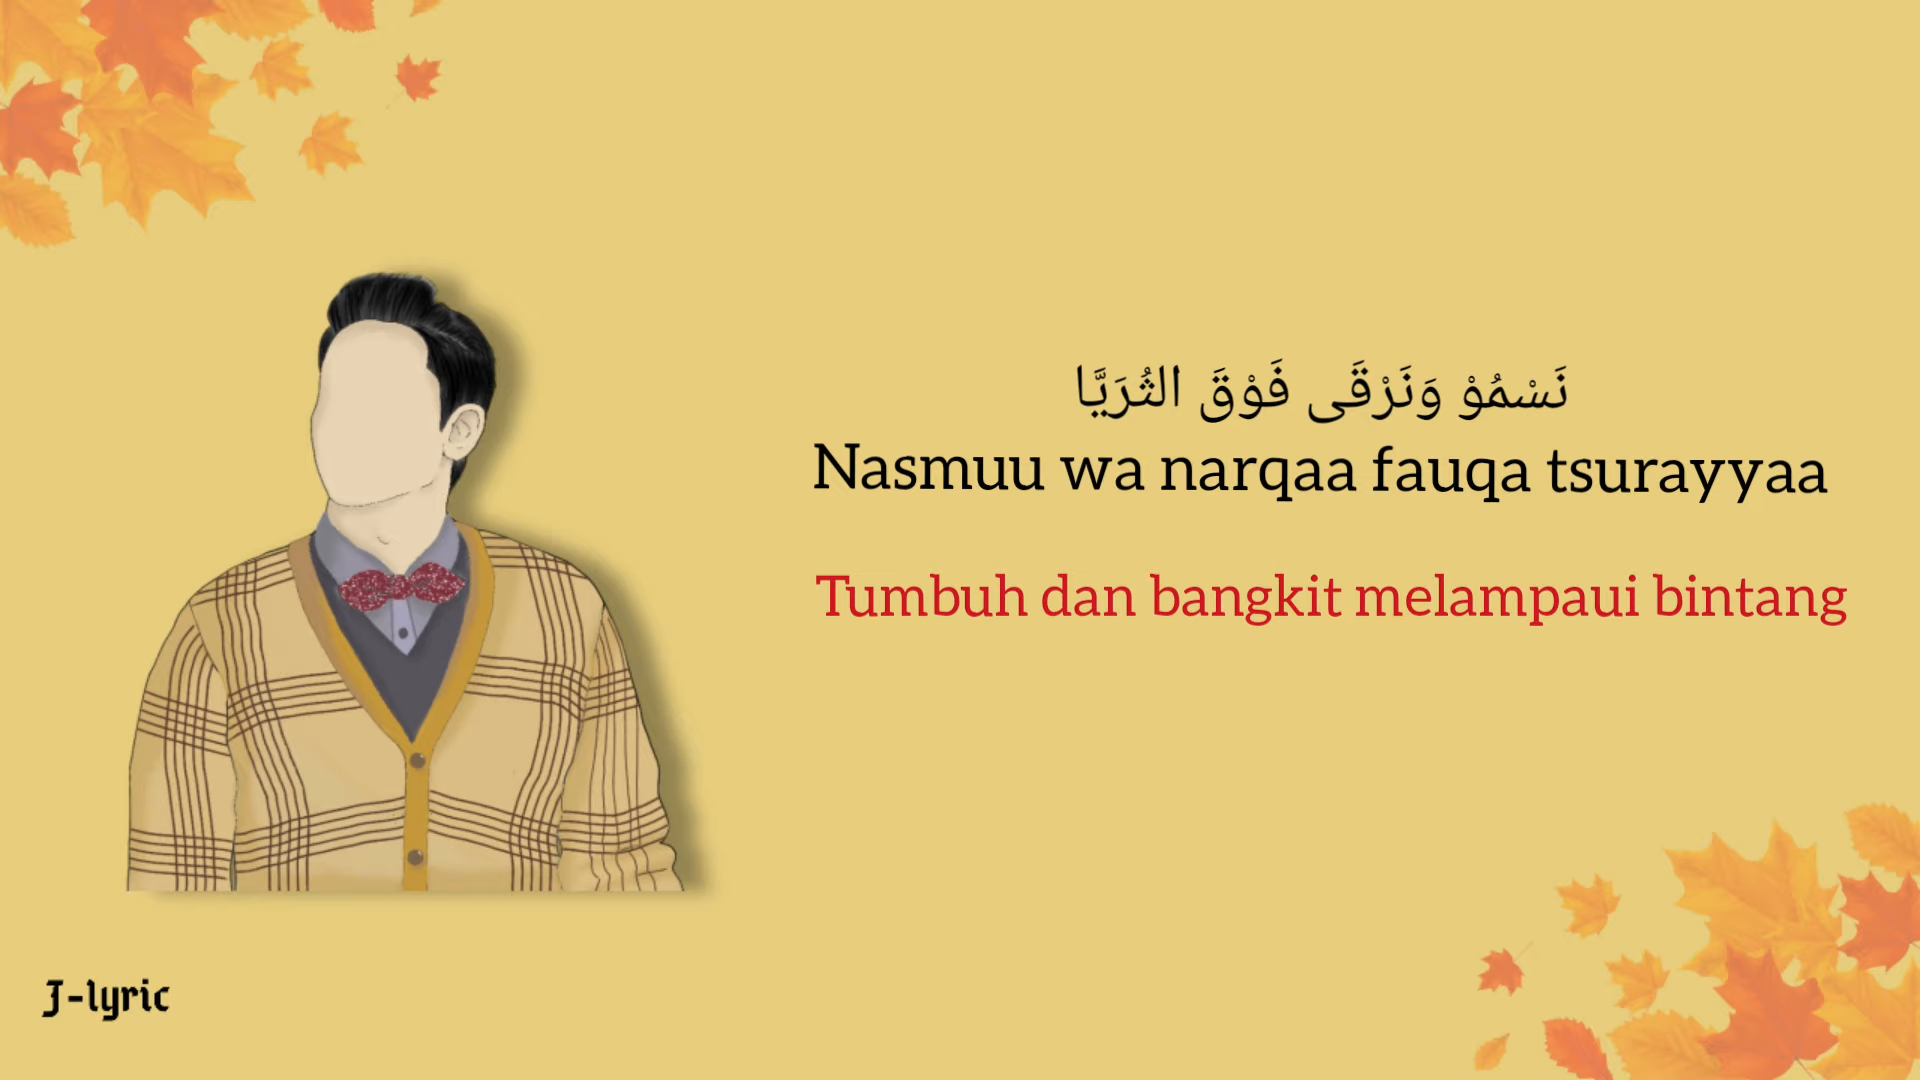 نَسْمُوْ وَنَرْقَى فَوْقَ الثُرَيَّا
Nasmuu wa narqaa fauqa tsurayyaa
Tumbuh dan bangkit melampaui bintang
J-lyric